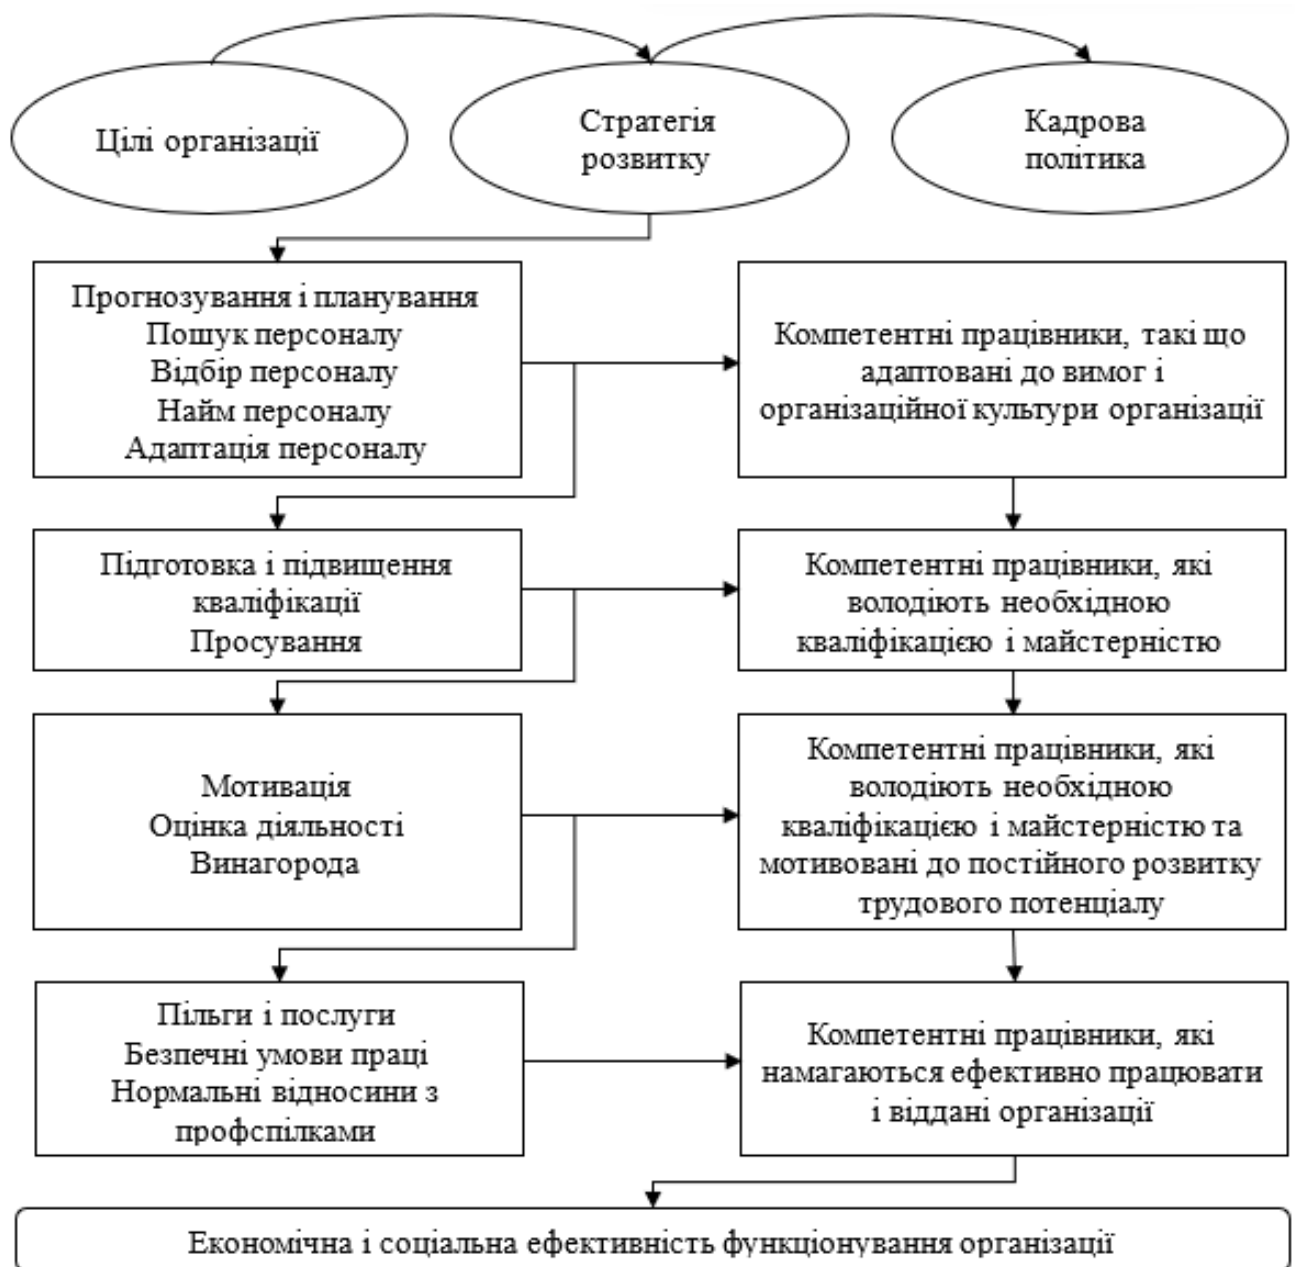 Цілі організації
Стратегія
розвитку
Кадрова
політика
Прогнозування і планування
Пошук персоналу
Відбір персоналу
Найм персоналу
Адаптація персоналу
Компетентні працівники, такі що
адаптовані до вимог і
організаційної культури організації
Підготовка і підвищення
кваліфікації
Просування
Компетентні працівники, які
володіють необхідною
кваліфікацією і майстерністю
Мотивація
Оцінка діяльності
Винагорода
Компетентні працівники, які
володіють необхідною
кваліфікацією і майстерністю та
мотивовані до постійного розвитку
трудового потенціалу
Пільги і послуги
Безпечні умови праці
Нормальні відносини з
профспілками
Компетентні працівники, які
намагаються ефективно працювати
і віддані організації
Економічна і соціальна ефективність функціонування організації